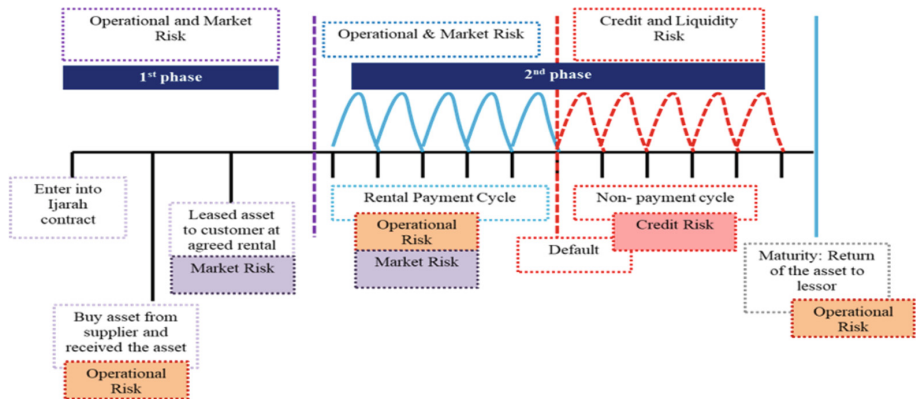 Operational and Market
Risk
Operational & Market Risk
Credit and Liquidity
Risk
1st phase
2nd phase
Enter into
Ijarah
contract
Leased asset
to customer at
agreed rental
Market Risk
Buy asset from
supplier and
received the asset
Operational
Risk
Rental Payment Cycle
Operational
Risk
Market Risk
Default
Non- payment cycle
Credit Risk
Maturity: Return
of the asset to
lessor
Operational
Risk